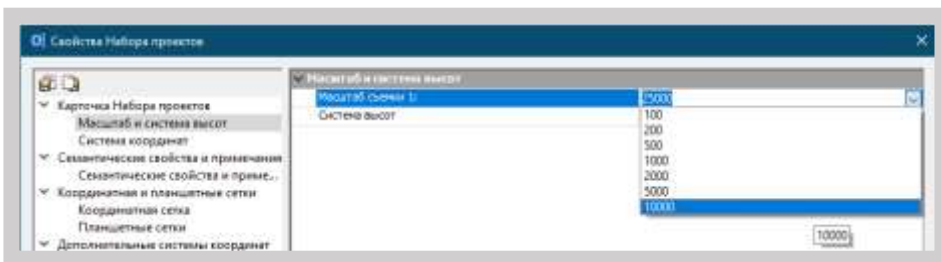 Свойства Набора проектов
Карточка Набора проектов
Масштаб и система высот
Система координат
Семантические свойства и примечания
Семантические свойства и приме...
Координатная и планшетные сетки
Координатная сетка
Планшетные сетки
Дополнительные системы координат
Масштаб и система высот
Масштаб съемки 1: 25000
Система высот
100
200
500
1000
2000
5000
10000
10000